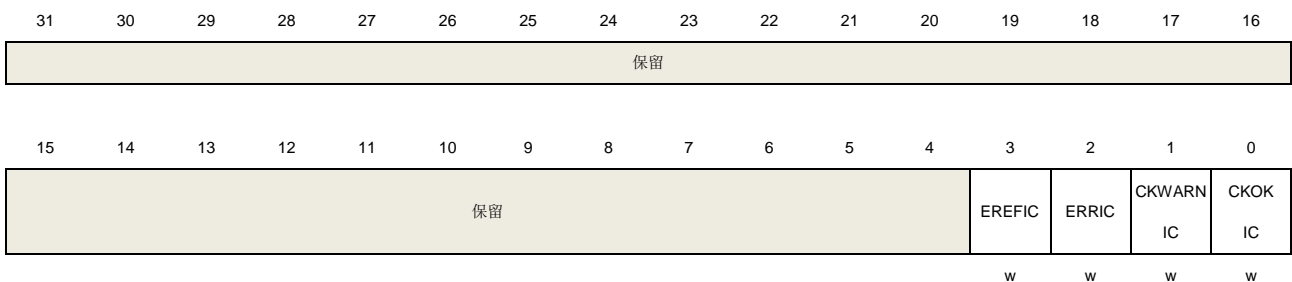 31 30 29 28 27 26 25 24 23 22 21 20 19 18 17 16
保留
15 14 13 12 11 10 9 8 7 6 5 4 3 2 1 0
保留 EREFIC ERRIC CKWARN CKOK
IC IC
w w w w